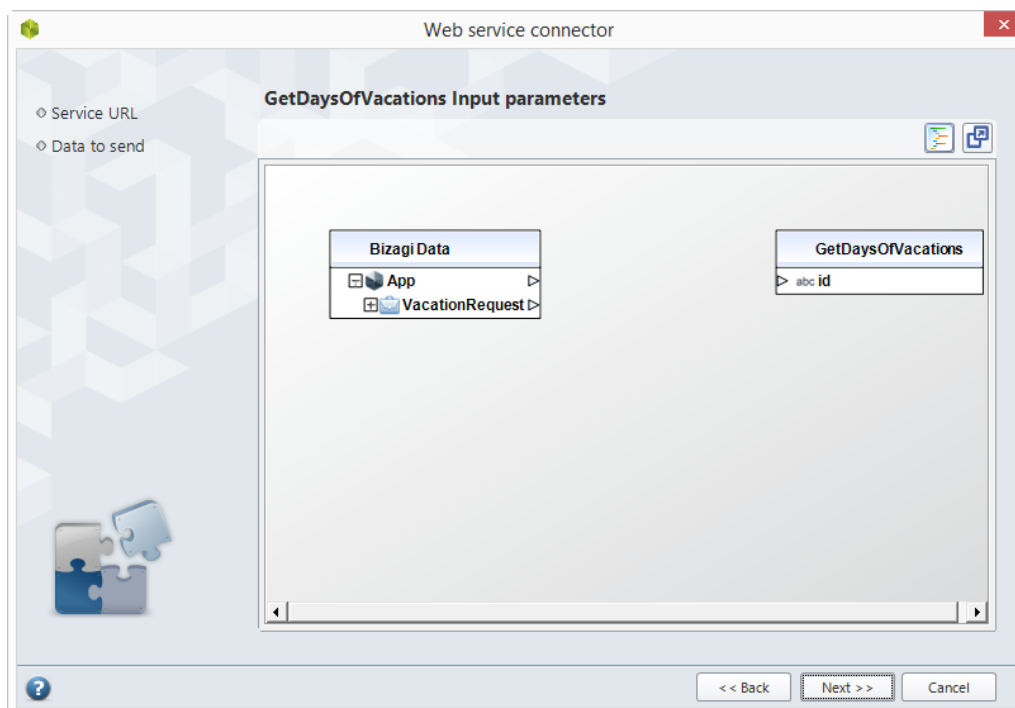 Web service connector
Service URL
Data to send
GetDaysOfVacations Input parameters
Bizagi Data
App
VacationRequest
GetDaysOfVacations
abc id
<< Back
Next >>
Cancel